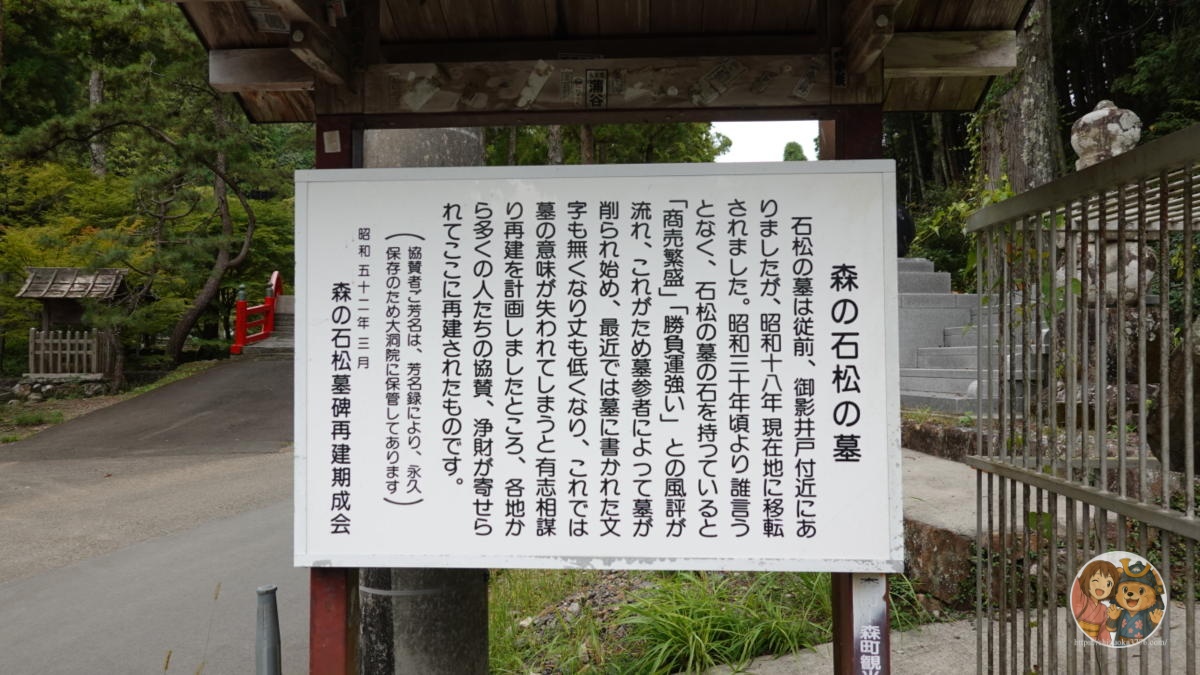 蒲谷
森の石松の墓
石松の墓は従前、御影井戸付近にあ
りましたが、昭和十八年現在地に移転
されました。昭和三十年頃より誰言う
となく、石松の墓の石を持っていると
「商売繁盛」「勝負運強い」との風評が
流れ、これがため墓参者によって墓が
削られ始め、最近では墓に書かれた文
字も無くなり丈も低くなり、これでは
墓の意味が失われてしまうと有志相謀
り再建を計画しましたところ、各地か
ら多くの人たちの協賛、浄財が寄せら
れてここに再建されたものです。
(協賛者ご芳名は、芳名録により、永久
保存のため大洞院に保管してあります)
昭和五十二年三月
森の石松墓碑再建期成会
森町観光